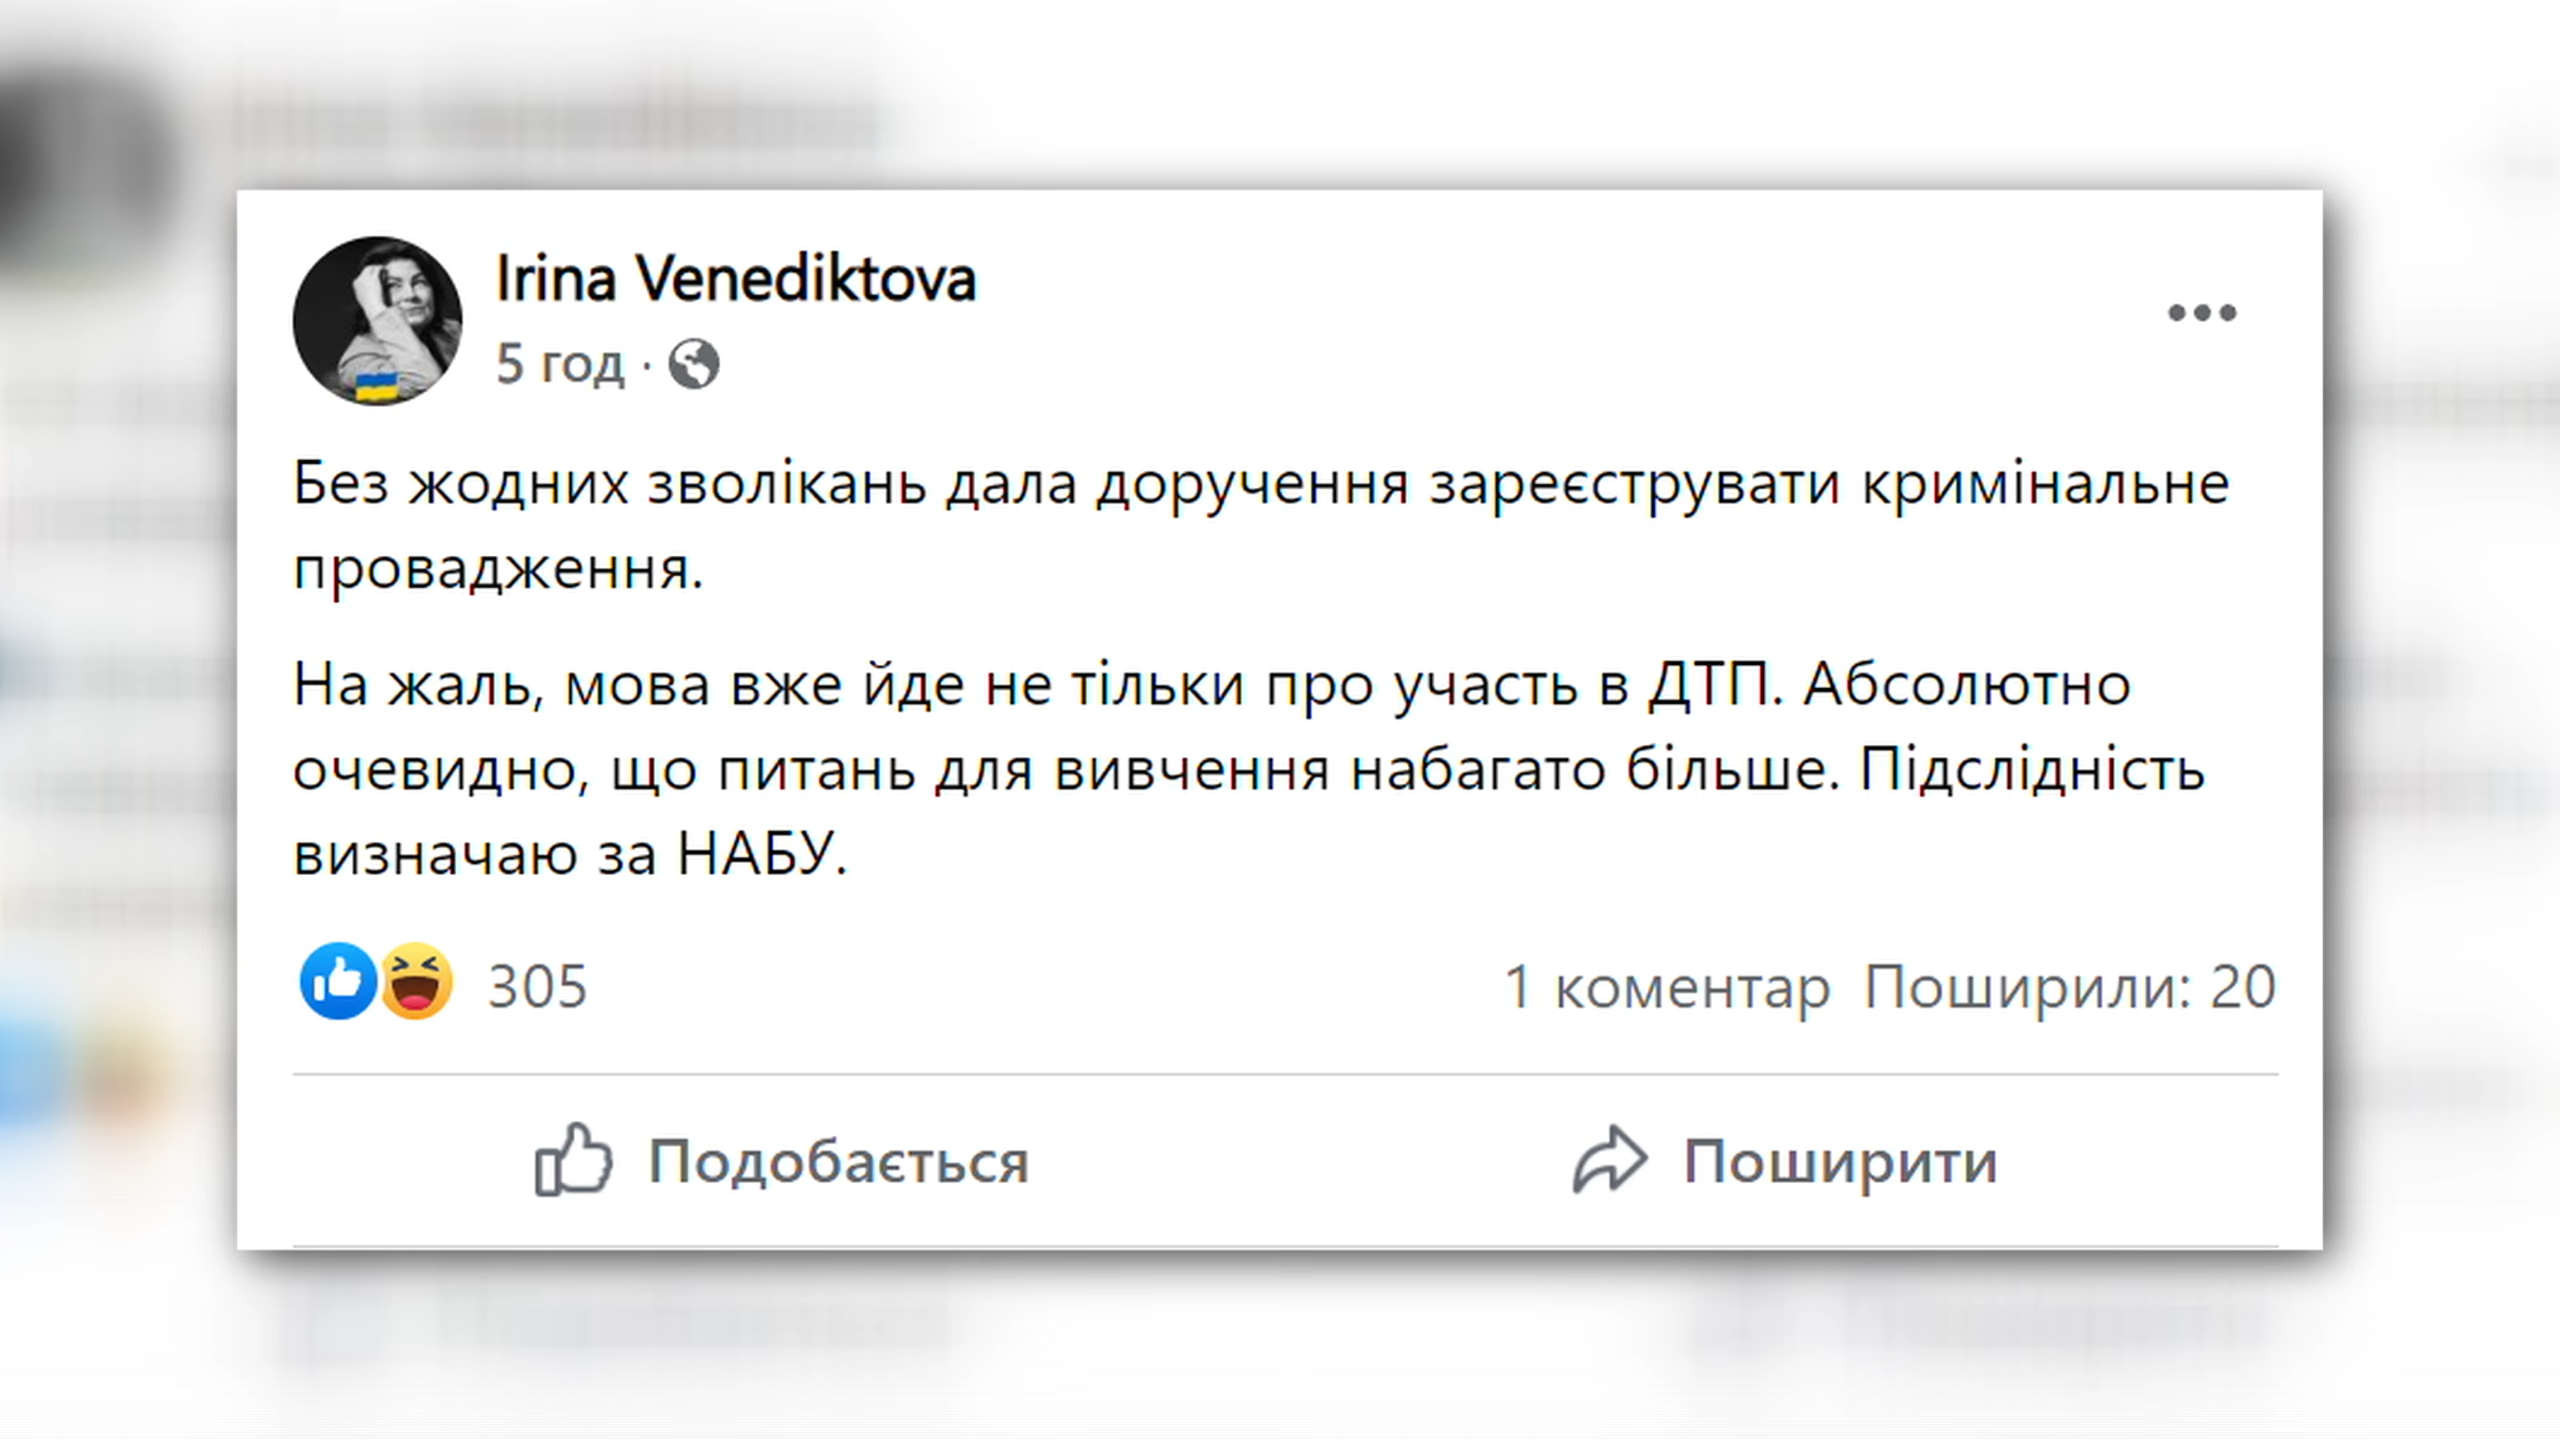 Irina Venediktova
5 год ·
Без жодних зволікань дала доручення зареєструвати кримінальне
провадження.
На жаль, мова вже йде не тільки про участь в ДТП. Абсолютно
очевидно, що питань для вивчення набагато більше. Підслідність
визначаю за НАБУ.
305
1 коментар Поширили: 20
Подобається
Поширити